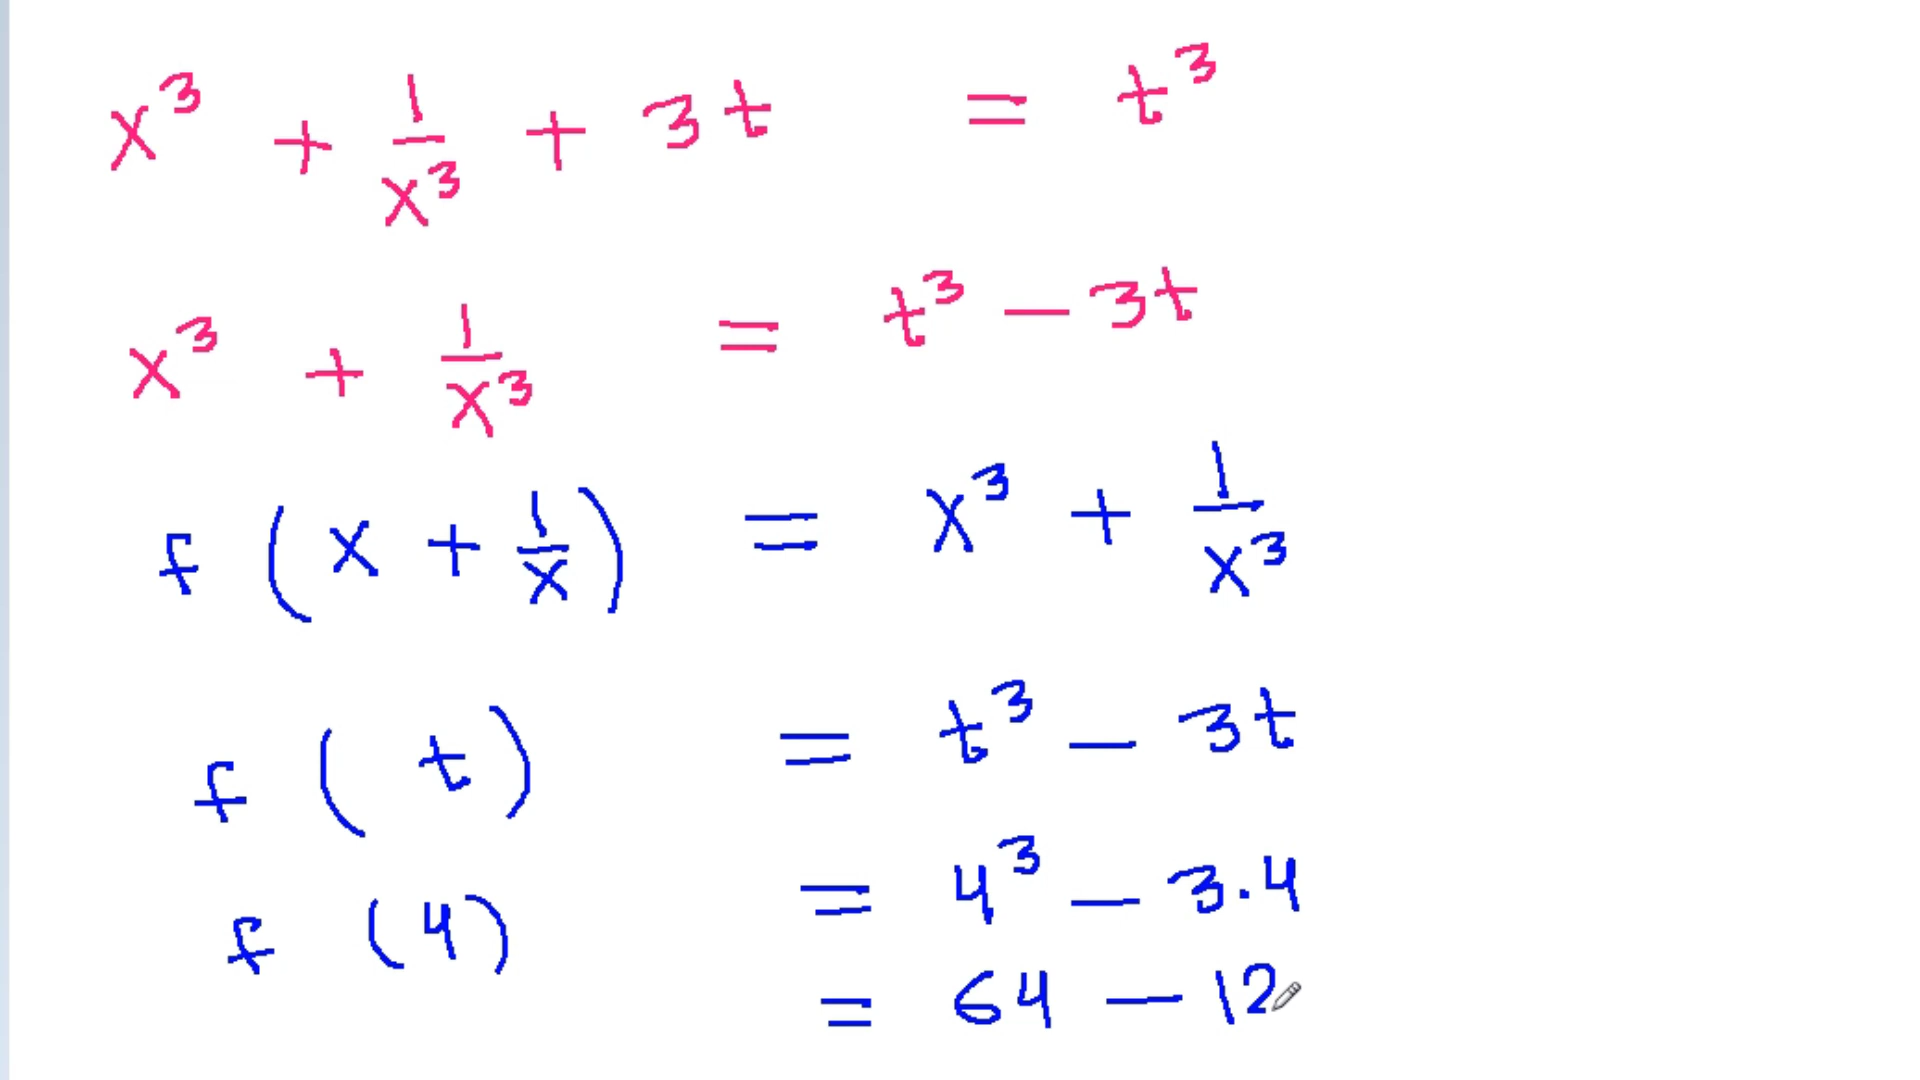 x³ + 1/x³ + 3t = t³
x³ + 1/x³ = t³ − 3t
f (x + 1/x) = x³ + 1/x³
f (t) = t³ − 3t
f (4) = 4³ − 3.4
= 64 − 12